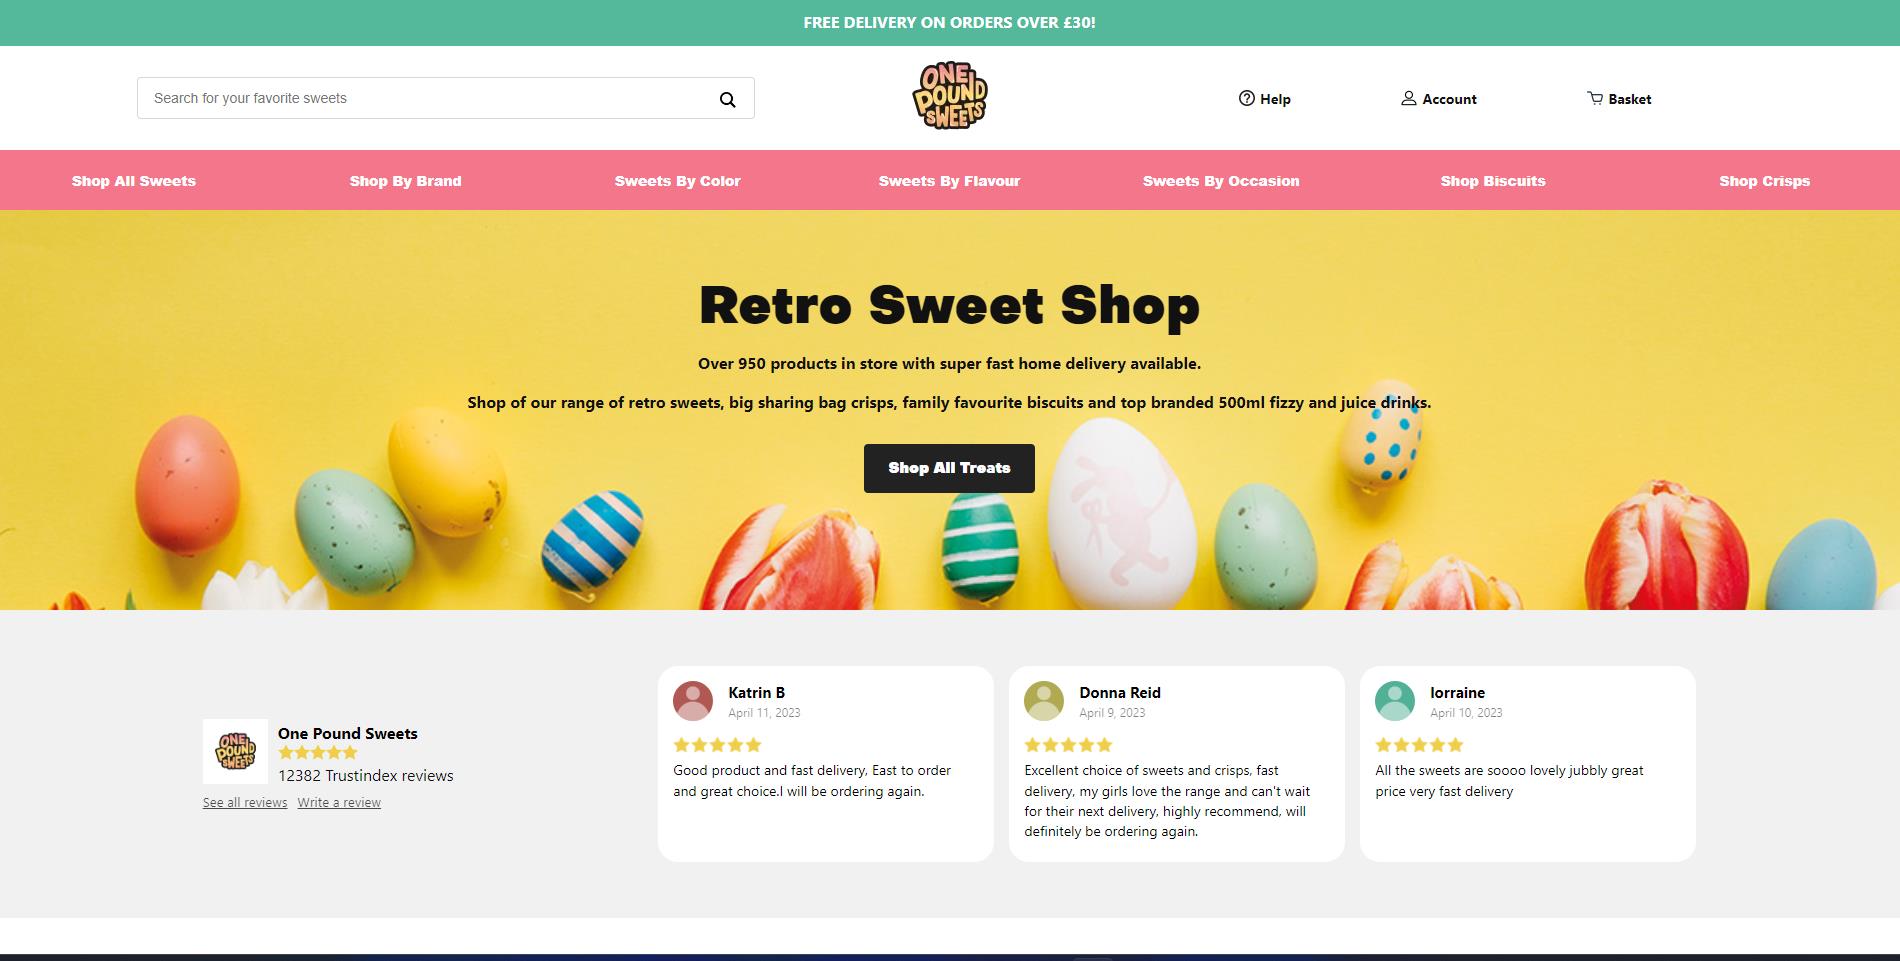 FREE DELIVERY ON ORDERS OVER £30!
Search for your favorite sweets
ONE
POUND
SWEETS
Help
Account
Basket
Shop All Sweets
Shop By Brand
Sweets By Color
Sweets By Flavour
Sweets By Occasion
Shop Biscuits
Shop Crisps
Retro Sweet Shop
Over 950 products in store with super fast home delivery available.
Shop of our range of retro sweets, big sharing bag crisps, family favourite biscuits and top branded 500ml fizzy and juice drinks.
Shop All Treats
ONE
POUND
SWEETS
One Pound Sweets
12382 Trustindex reviews
See all reviews
Write a review
Katrin B
April 11, 2023
Good product and fast delivery, East to order
and great choice.I will be ordering again.
Donna Reid
April 9, 2023
Excellent choice of sweets and crisps, fast
delivery, my girls love the range and can't wait
for their next delivery, highly recommend, will
definitely be ordering again.
lorraine
April 10, 2023
All the sweets are soooo lovely jubbly great
price very fast delivery